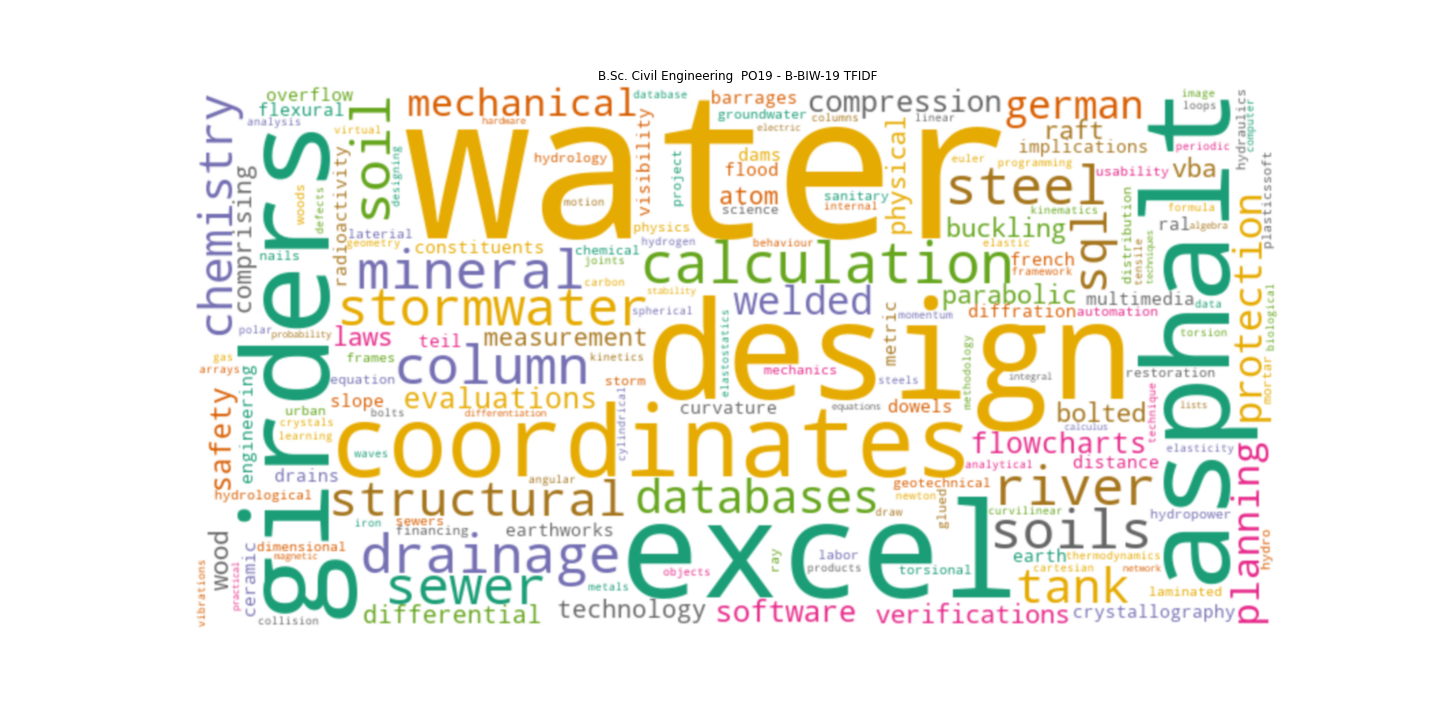 B.Sc. Civil Engineering  PO19 - B-BIW-19 TFIDF
overflow
flexural
analysis
chemistry
comprising
soil
girders
virtual
radioactivity
woods
defects
designing
mechanical
hardware
database
visibility
barrages
groundwater
electric
columns
compression
linear
german
image
loops
hydraulics
computer
water
hydrology
motion
project
dams
flood
atom
science
sanitary
internal
physical
euler
raft
implications
programming
periodic
usability
vba
steel
kinematics
sql
distribution
tensile
techniques
formula
ral
algebra
asphalt
plasticssoft
protection
laterial
geometry
nails
constituents
physics
hydrogen
chemical
joints
behaviour
buckling
elastic
french
framework
mineral
carbon
calculation
stability
stormwater
spherical
welded
metric
momentum
parabolic
multimedia
data
diffration
automation
biological
polar
probability
laws
teil
measurement
kinetics
elastostatics
design
torsion
gas
arrays
frames
equation
column
storm
mechanics
steels
methodology
integral
restoration
mortar
safety
engineering
urban
crystals
learning
slope
bolts
evaluations
differentiation
cylindrical
curvature
equations
dowels
bolted
calculus
technique
lists
waves
coordinates
flowcharts
analytical
distance
elasticity
drains
angular
geotechnical
hydrological
structural
databases
newton
draw
glued
river
curvilinear
planning
iron
sewers
financing
earthworks
excel
soils
hydropower
wood
dimensional
magnetic
drainage
ray
labor
products
torsional
earth
thermodynamics
cartesian
network
hydro
vibrations
practical
ceramic
sewer
metals
objects
tank
laminated
collision
differential
technology
software
verifications
crystallography